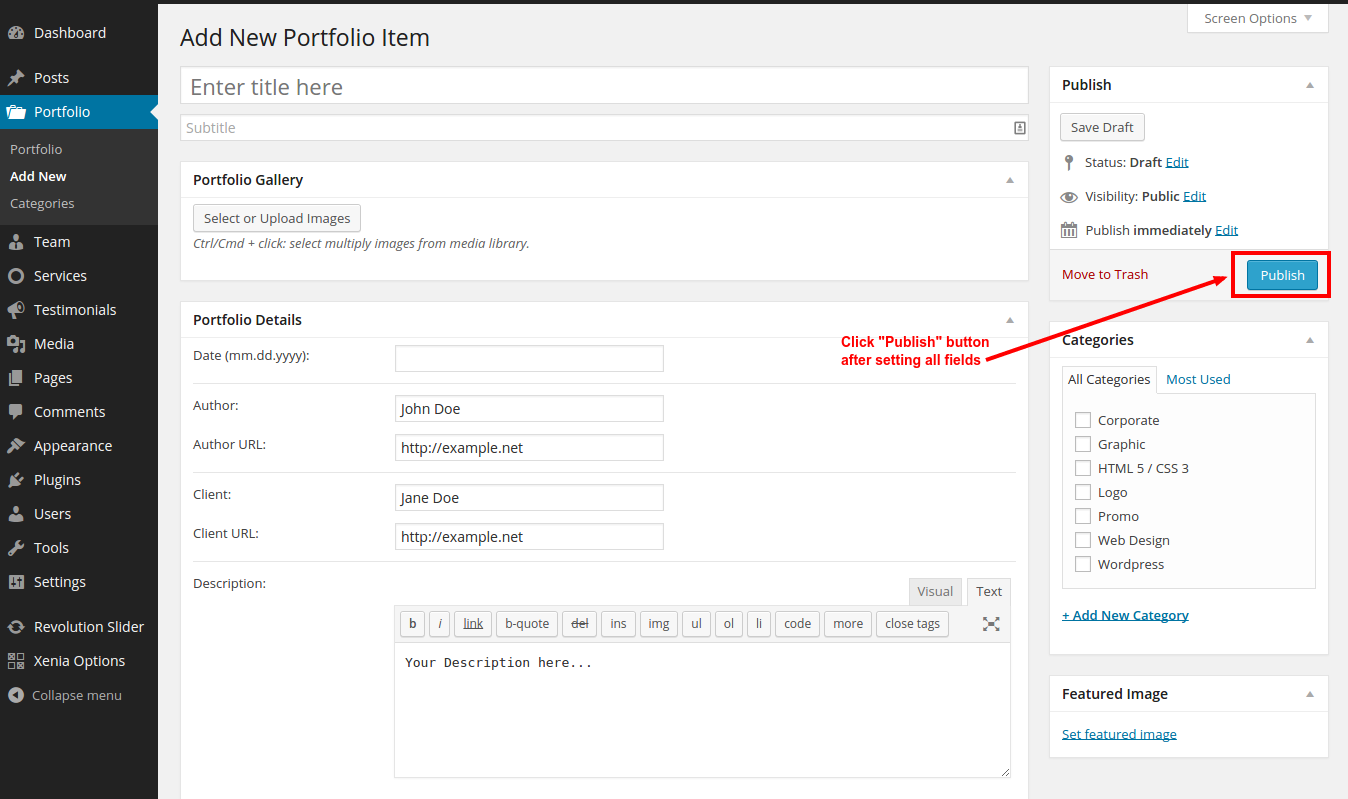 Dashboard
Posts
Portfolio
Portfolio
Add New
Categories
Team
Services
Testimonials
Media
Pages
Comments
Appearance
Plugins
Users
Tools
Settings
Revolution Slider
Xenia Options
Collapse menu
Screen Options
Add New Portfolio Item
Enter title here
Subtitle
Portfolio Gallery
Select or Upload Images
Ctrl/Cmd + click: select multiply images from media library.
Portfolio Details
Date (mm.dd.yyyy):
Author: John Doe
Author URL: http://example.net
Client: Jane Doe
Client URL: http://example.net
Description:
Visual Text
b i link b-quote del ins img ul ol li code more close tags
Your Description here...
Click "Publish" button
after setting all fields
Publish
Save Draft
Status: Draft Edit
Visibility: Public Edit
Publish immediately Edit
Move to Trash Publish
Categories
All Categories Most Used
Corporate
Graphic
HTML 5 / CSS 3
Logo
Promo
Web Design
Wordpress
+ Add New Category
Featured Image
Set featured image